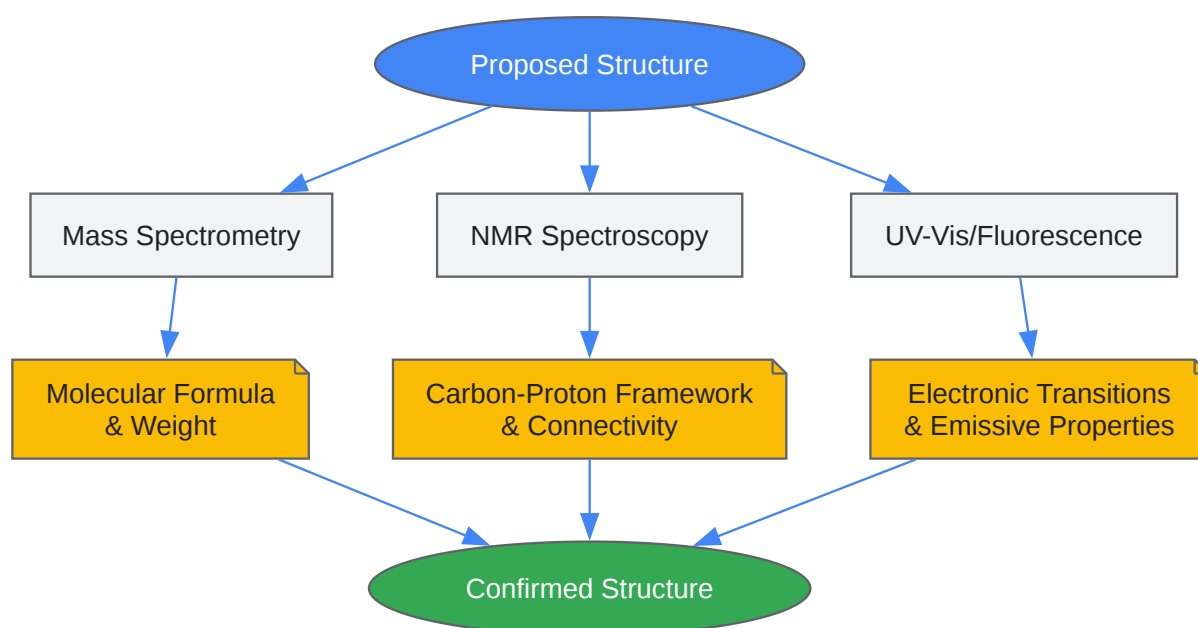 Proposed Structure
Mass Spectrometry
NMR Spectroscopy
UV-Vis/Fluorescence
Molecular Formula
& Weight
Carbon-Proton Framework
& Connectivity
Electronic Transitions
& Emissive Properties
Confirmed Structure